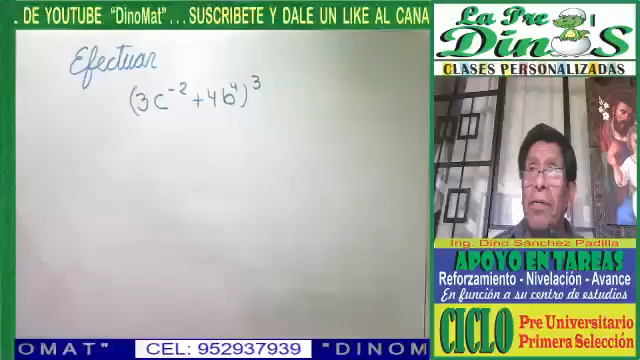 . DE YOUTUBE "DinoMat"...SUSCRIBETE Y DALE UN LIKE AL CANA
La Pre
DinoS
CLASES PERSONALIZADAS
Efectuar
(3c⁻² + 4b⁴)³
Ing. Dino Sánchez Padilla
APOYO EN TAREAS
Reforzamiento - Nivelación - Avance
En función a su centro de estudios
CICLO Pre Universitario
Primera Selección
OMAT" CEL: 952937939 "DINOM